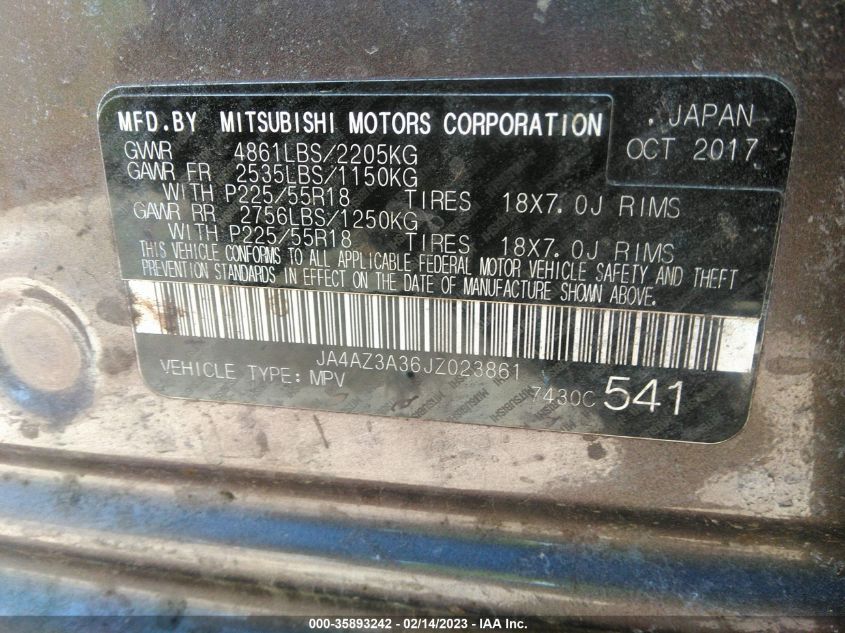 MFD.BY MITSUBISHI MOTORS CORPORATION . JAPAN
OCT 2017
GVWR 4861LBS/2205KG
GAWR FR 2535LBS/1150KG
WITH P225/55R18 TIRES 18X7.0J RIMS
GAWR RR 2756LBS/1250KG
WITH P225/55R18 TIRES 18X7.0J RIMS
THIS VEHICLE CONFORMS TO ALL APPLICABLE FEDERAL MOTOR VEHICLE SAFETY AND THEFT
PREVENTION STANDARDS IN EFFECT ON THE DATE OF MANUFACTURE SHOWN ABOVE.
JA4AZ3A36JZ023861
VEHICLE TYPE: MPV
7430C 541
000-35893242 - 02/14/2023 - IAA Inc.